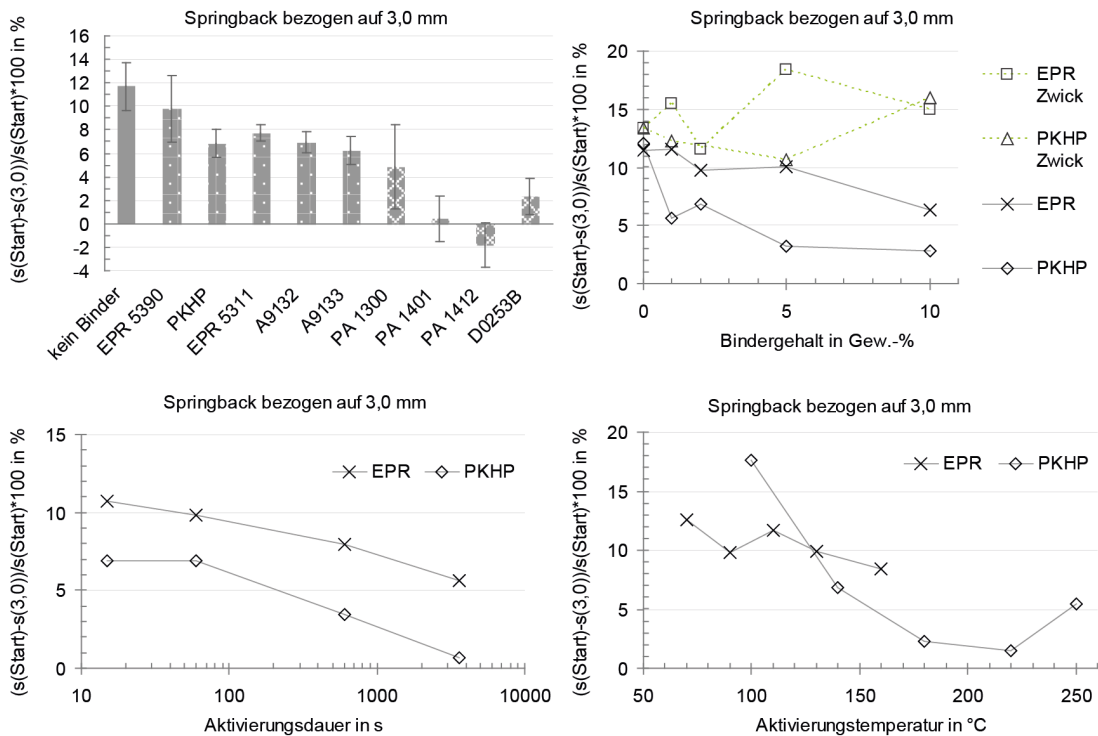 Springback bezogen auf 3,0 mm
(s(Start)-s(3,0))/s(Start)*100 in %
16
14
12
10
8
6
4
2
0
-2
-4
kein Binder
EPR 5390
PKHP
EPR 5311
A9132
A9133
PA 1300
PA 1401
PA 1412
D0253B
Springback bezogen auf 3,0 mm
(s(Start)-s(3,0))/s(Start)*100 in %
20
15
10
5
0
0
5
10
Bindergehalt in Gew.-%
EPR
Zwick
PKHP
Zwick
EPR
PKHP
Springback bezogen auf 3,0 mm
(s(Start)-s(3,0))/s(Start)*100 in %
15
10
5
0
EPR
PKHP
10
100
1000
10000
Aktivierungsdauer in s
Springback bezogen auf 3,0 mm
(s(Start)-s(3,0))/s(Start)*100 in %
20
15
10
5
0
EPR
PKHP
50
100
150
200
250
Aktivierungstemperatur in °C